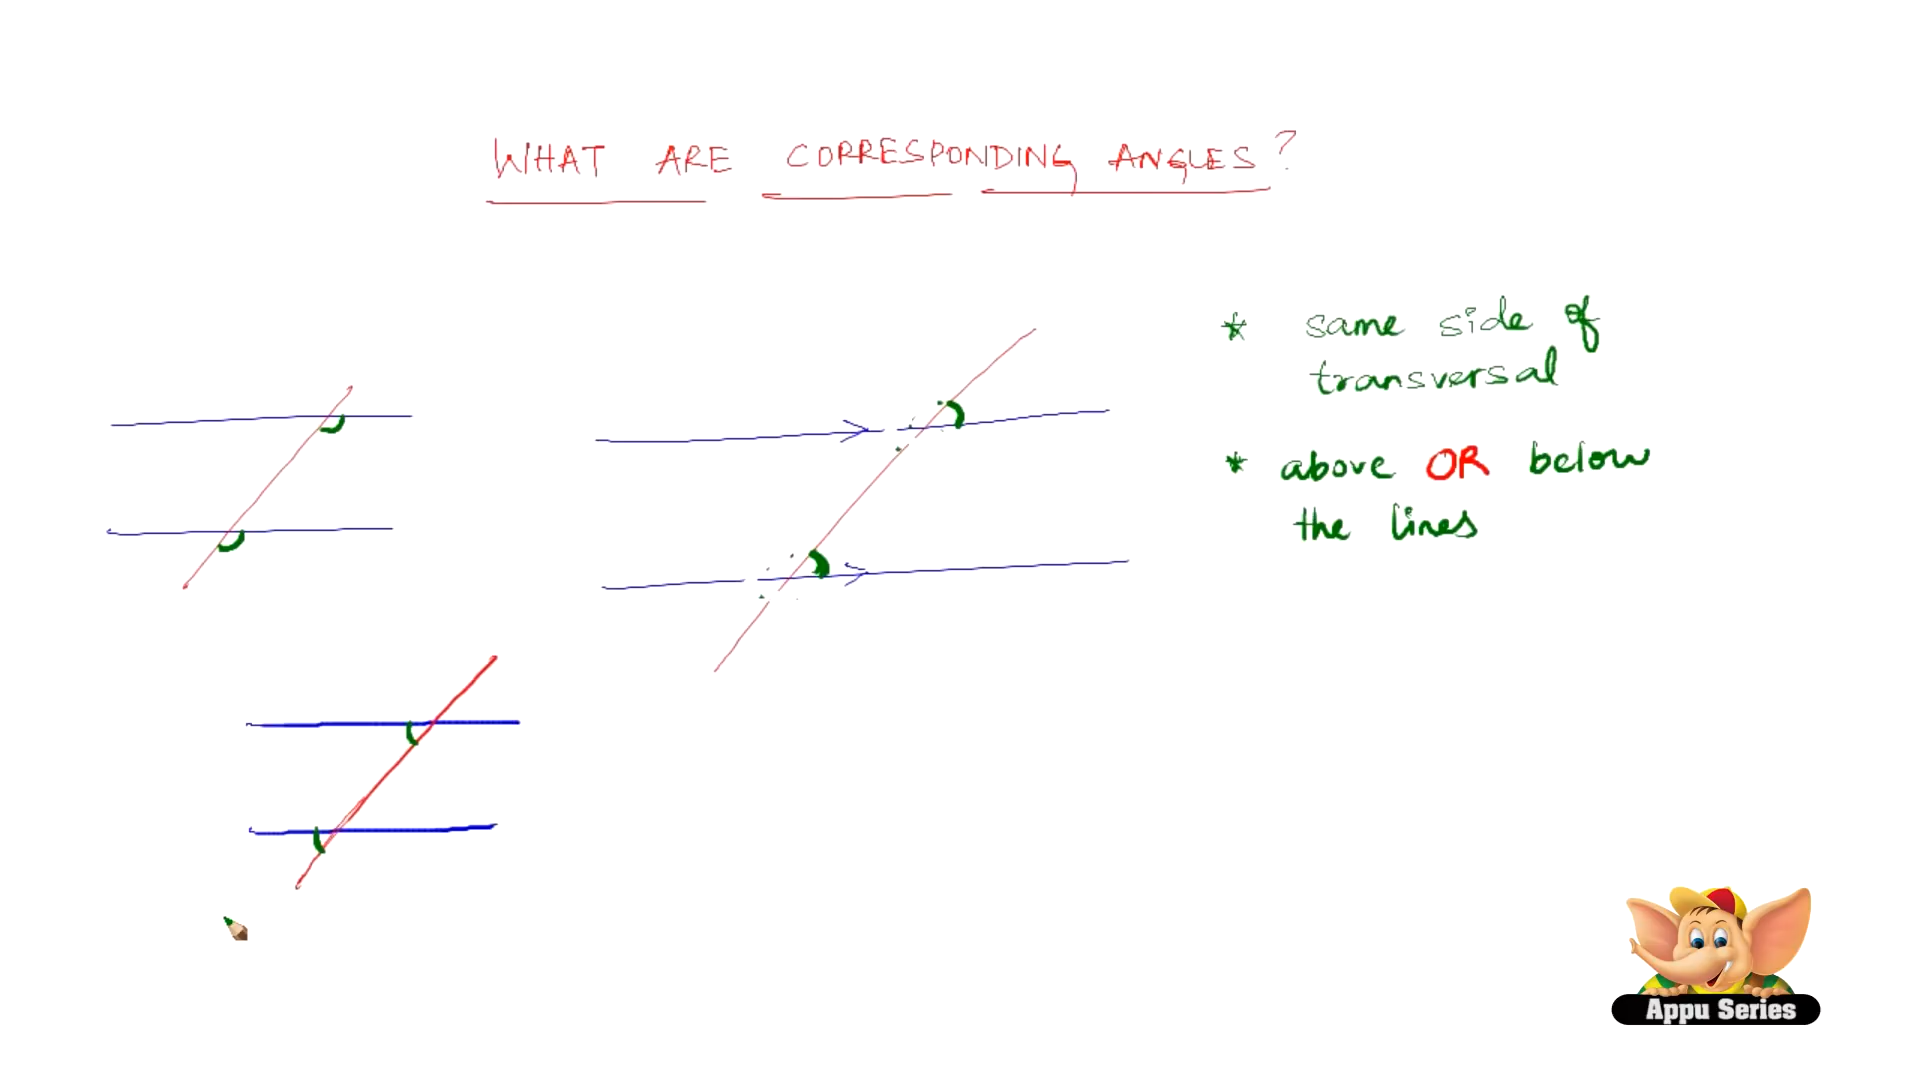 WHAT ARE CORRESPONDING ANGLES?
* same side of
transversal
* above OR below
the lines
Appu Series